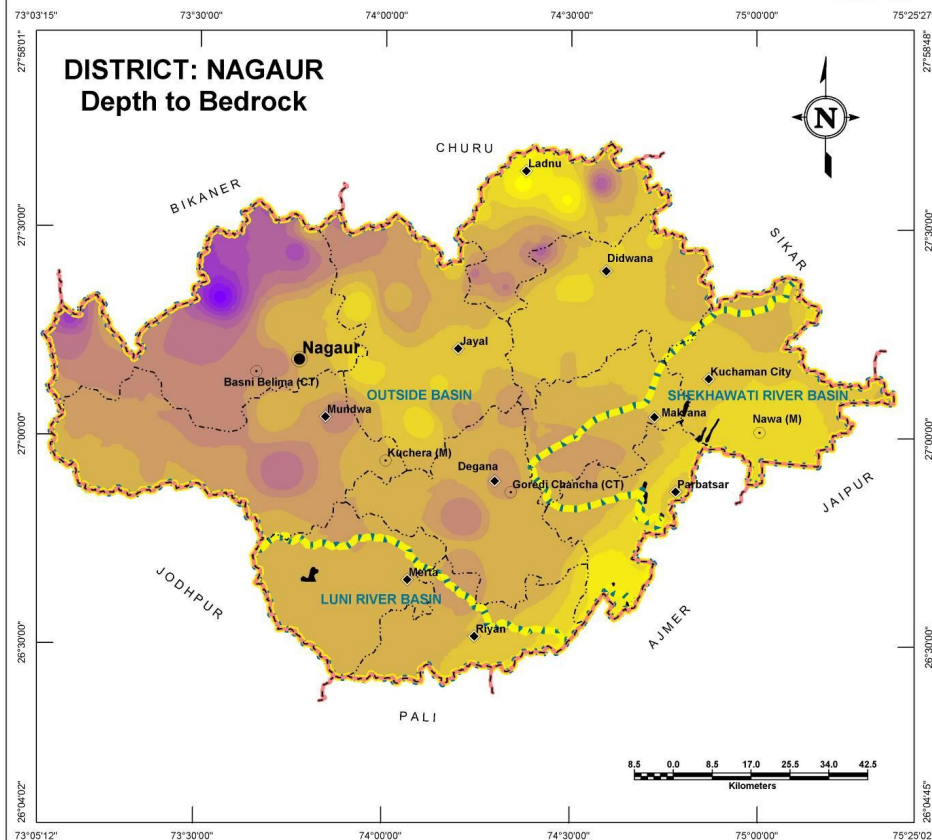 73°03'15"
73°30'00"
74°00'00"
74°30'00"
75°00'00"
75°25'27
27°58'01"
27°58'48"
DISTRICT: NAGAUR
Depth to Bedrock
N
CHURU
Ladnu
BIKANER
27°30'00"
27°30'00"
SIKAR
Didwana
Nagaur
Jayal
Kuchaman City
Basni Belima (CT)
OUTSIDE BASIN
SHEKHAWATI RIVER BASIN
Mundwa
Makrana
Nawa (M)
27°00'00"
27°00'00"
Kuchera (M)
Degana
Goredi Chancha (CT)
Parbatsar
JAIPUR
JODHPUR
Merta
LUNI RIVER BASIN
AJMER
Riyan
26°30'00"
26°30'00"
PALI
8.5 0.0 8.5 17.0 25.5 34.0 42.5
Kilometers
26°04'02"
26°04'45"
73°05'12"
73°30'00"
74°00'00"
74°30'00"
75°00'00"
75°25'02